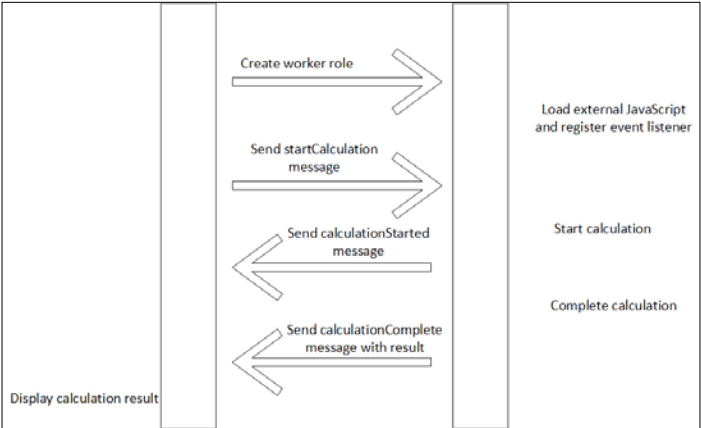 Create worker role
Load external JavaScript
and register event listener
Send startCalculation
message
Start calculation
Send calculationStarted
message
Complete calculation
Send calculationComplete
message with result
Display calculation result